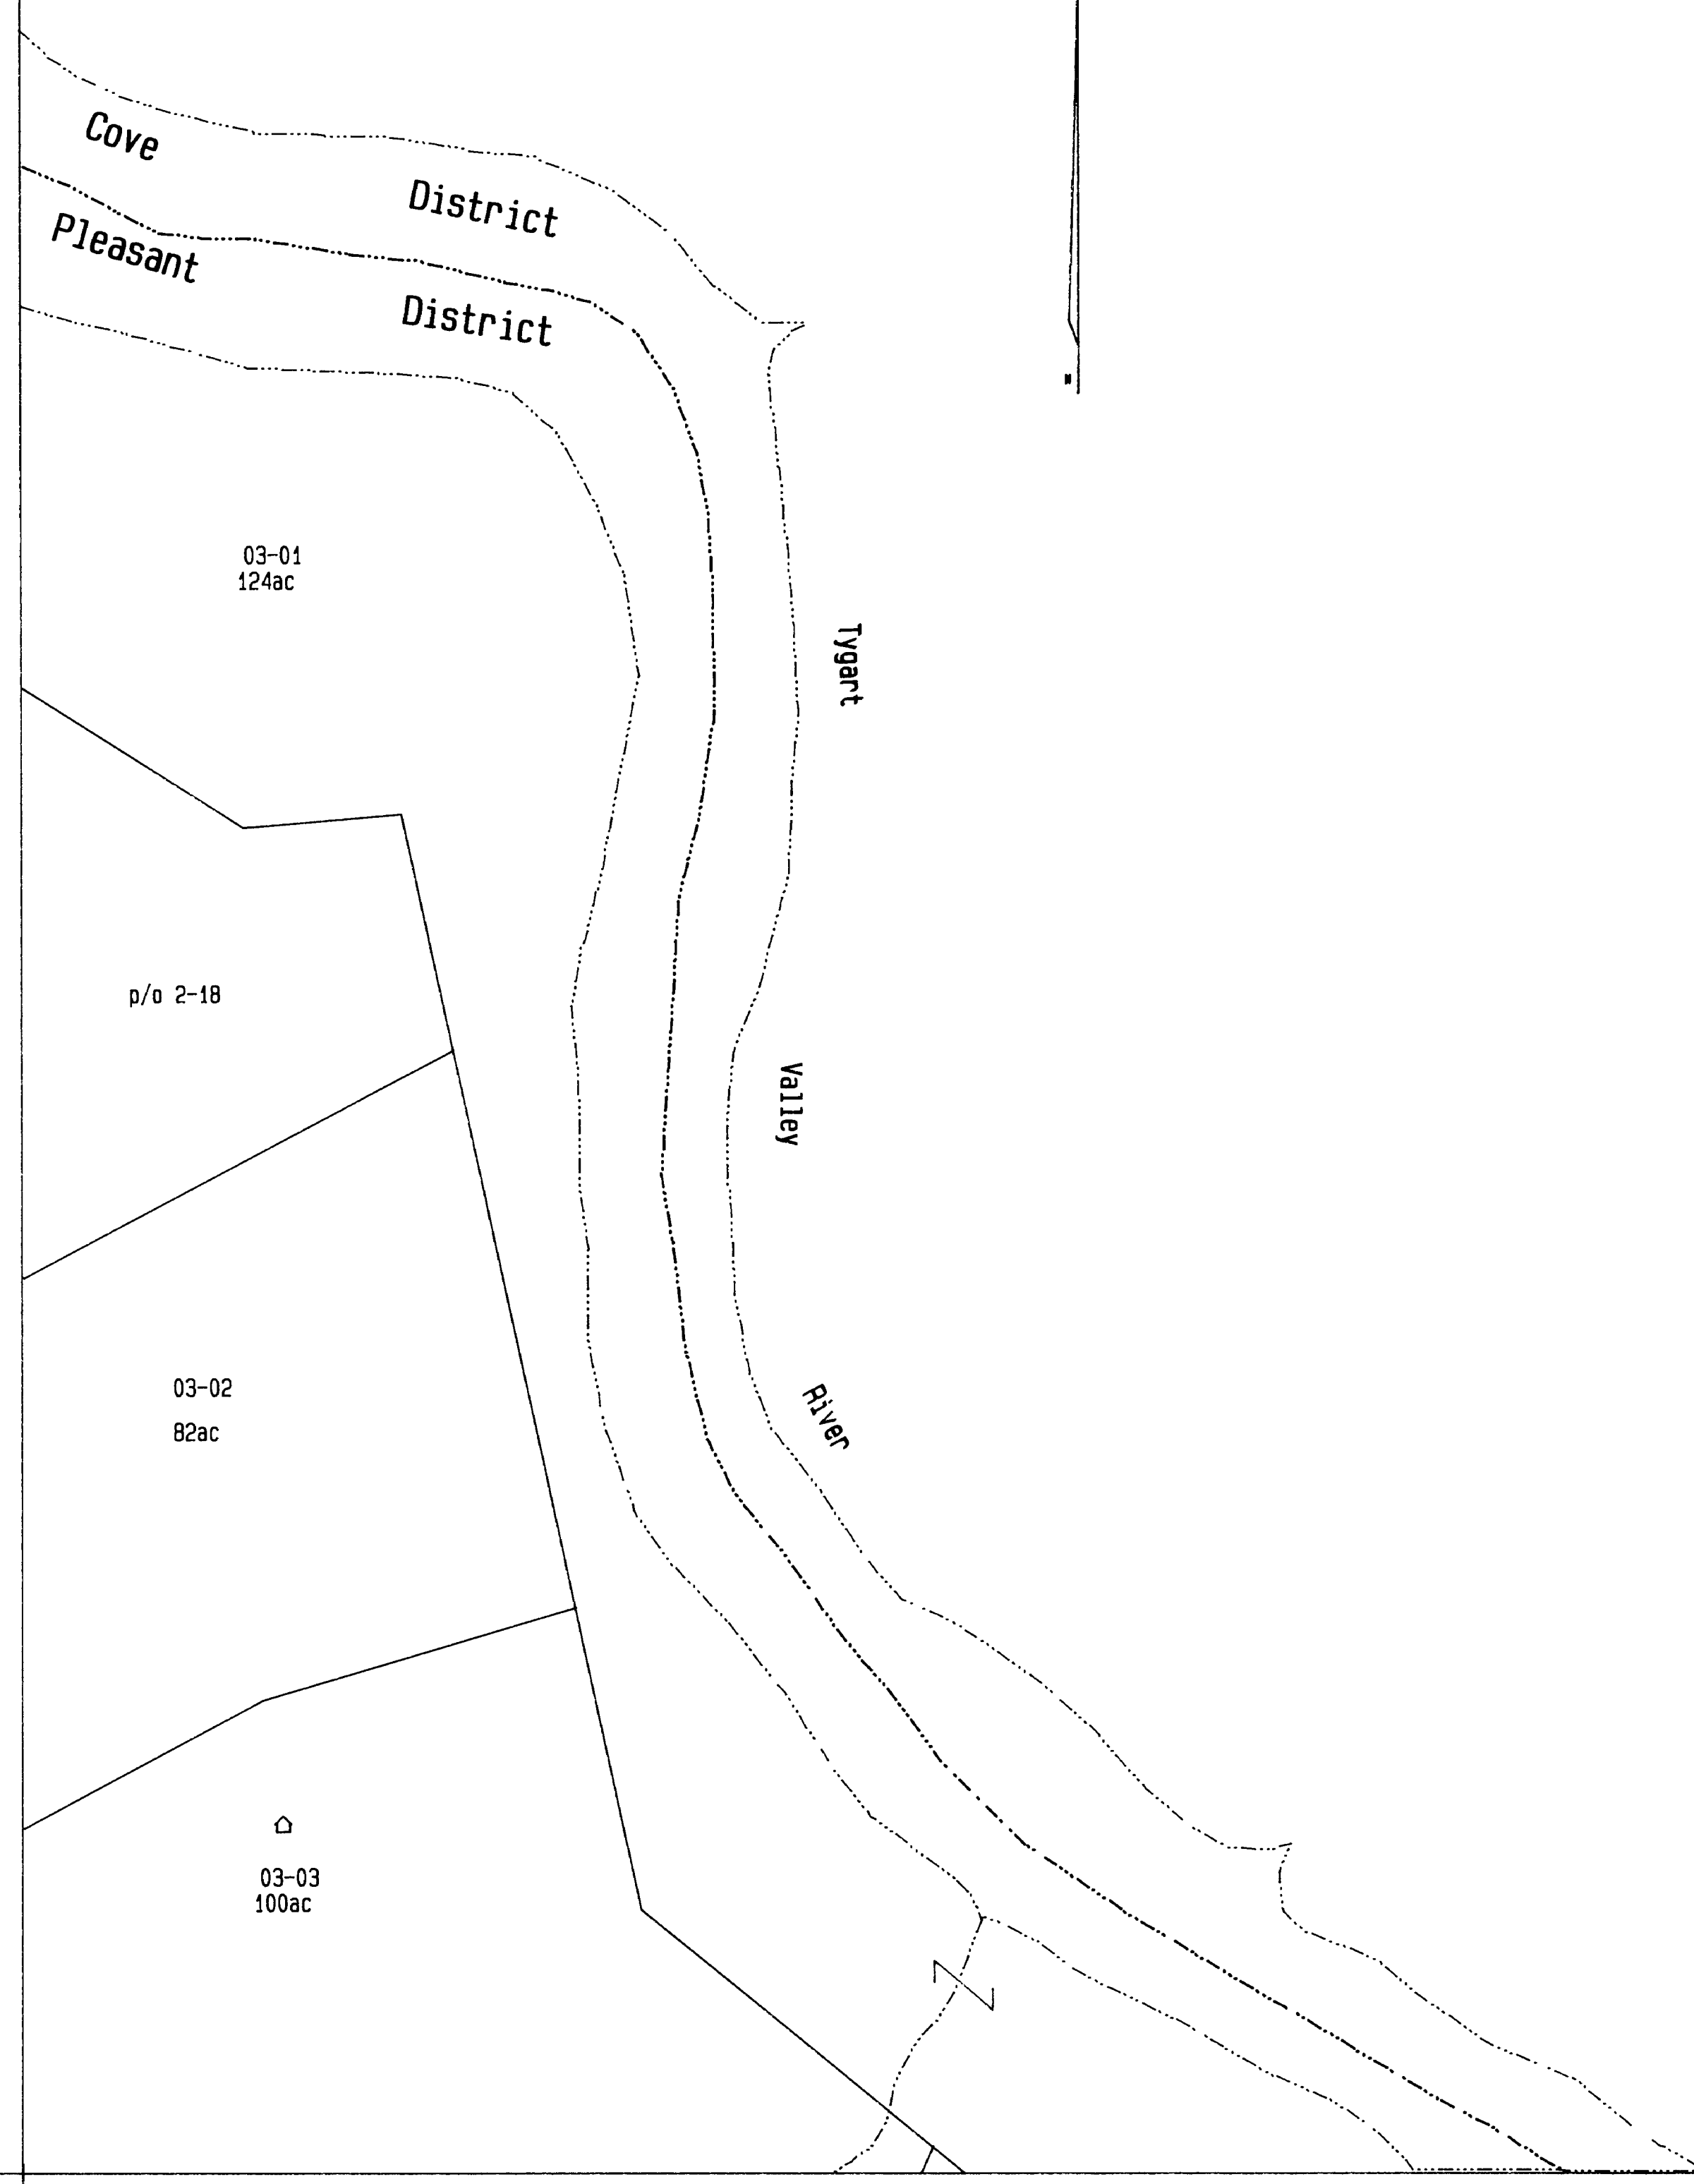 Cove District
Pleasant District
03-01
124ac
Tygart Valley River
p/o 2-18
03-02
82ac
03-03
100ac